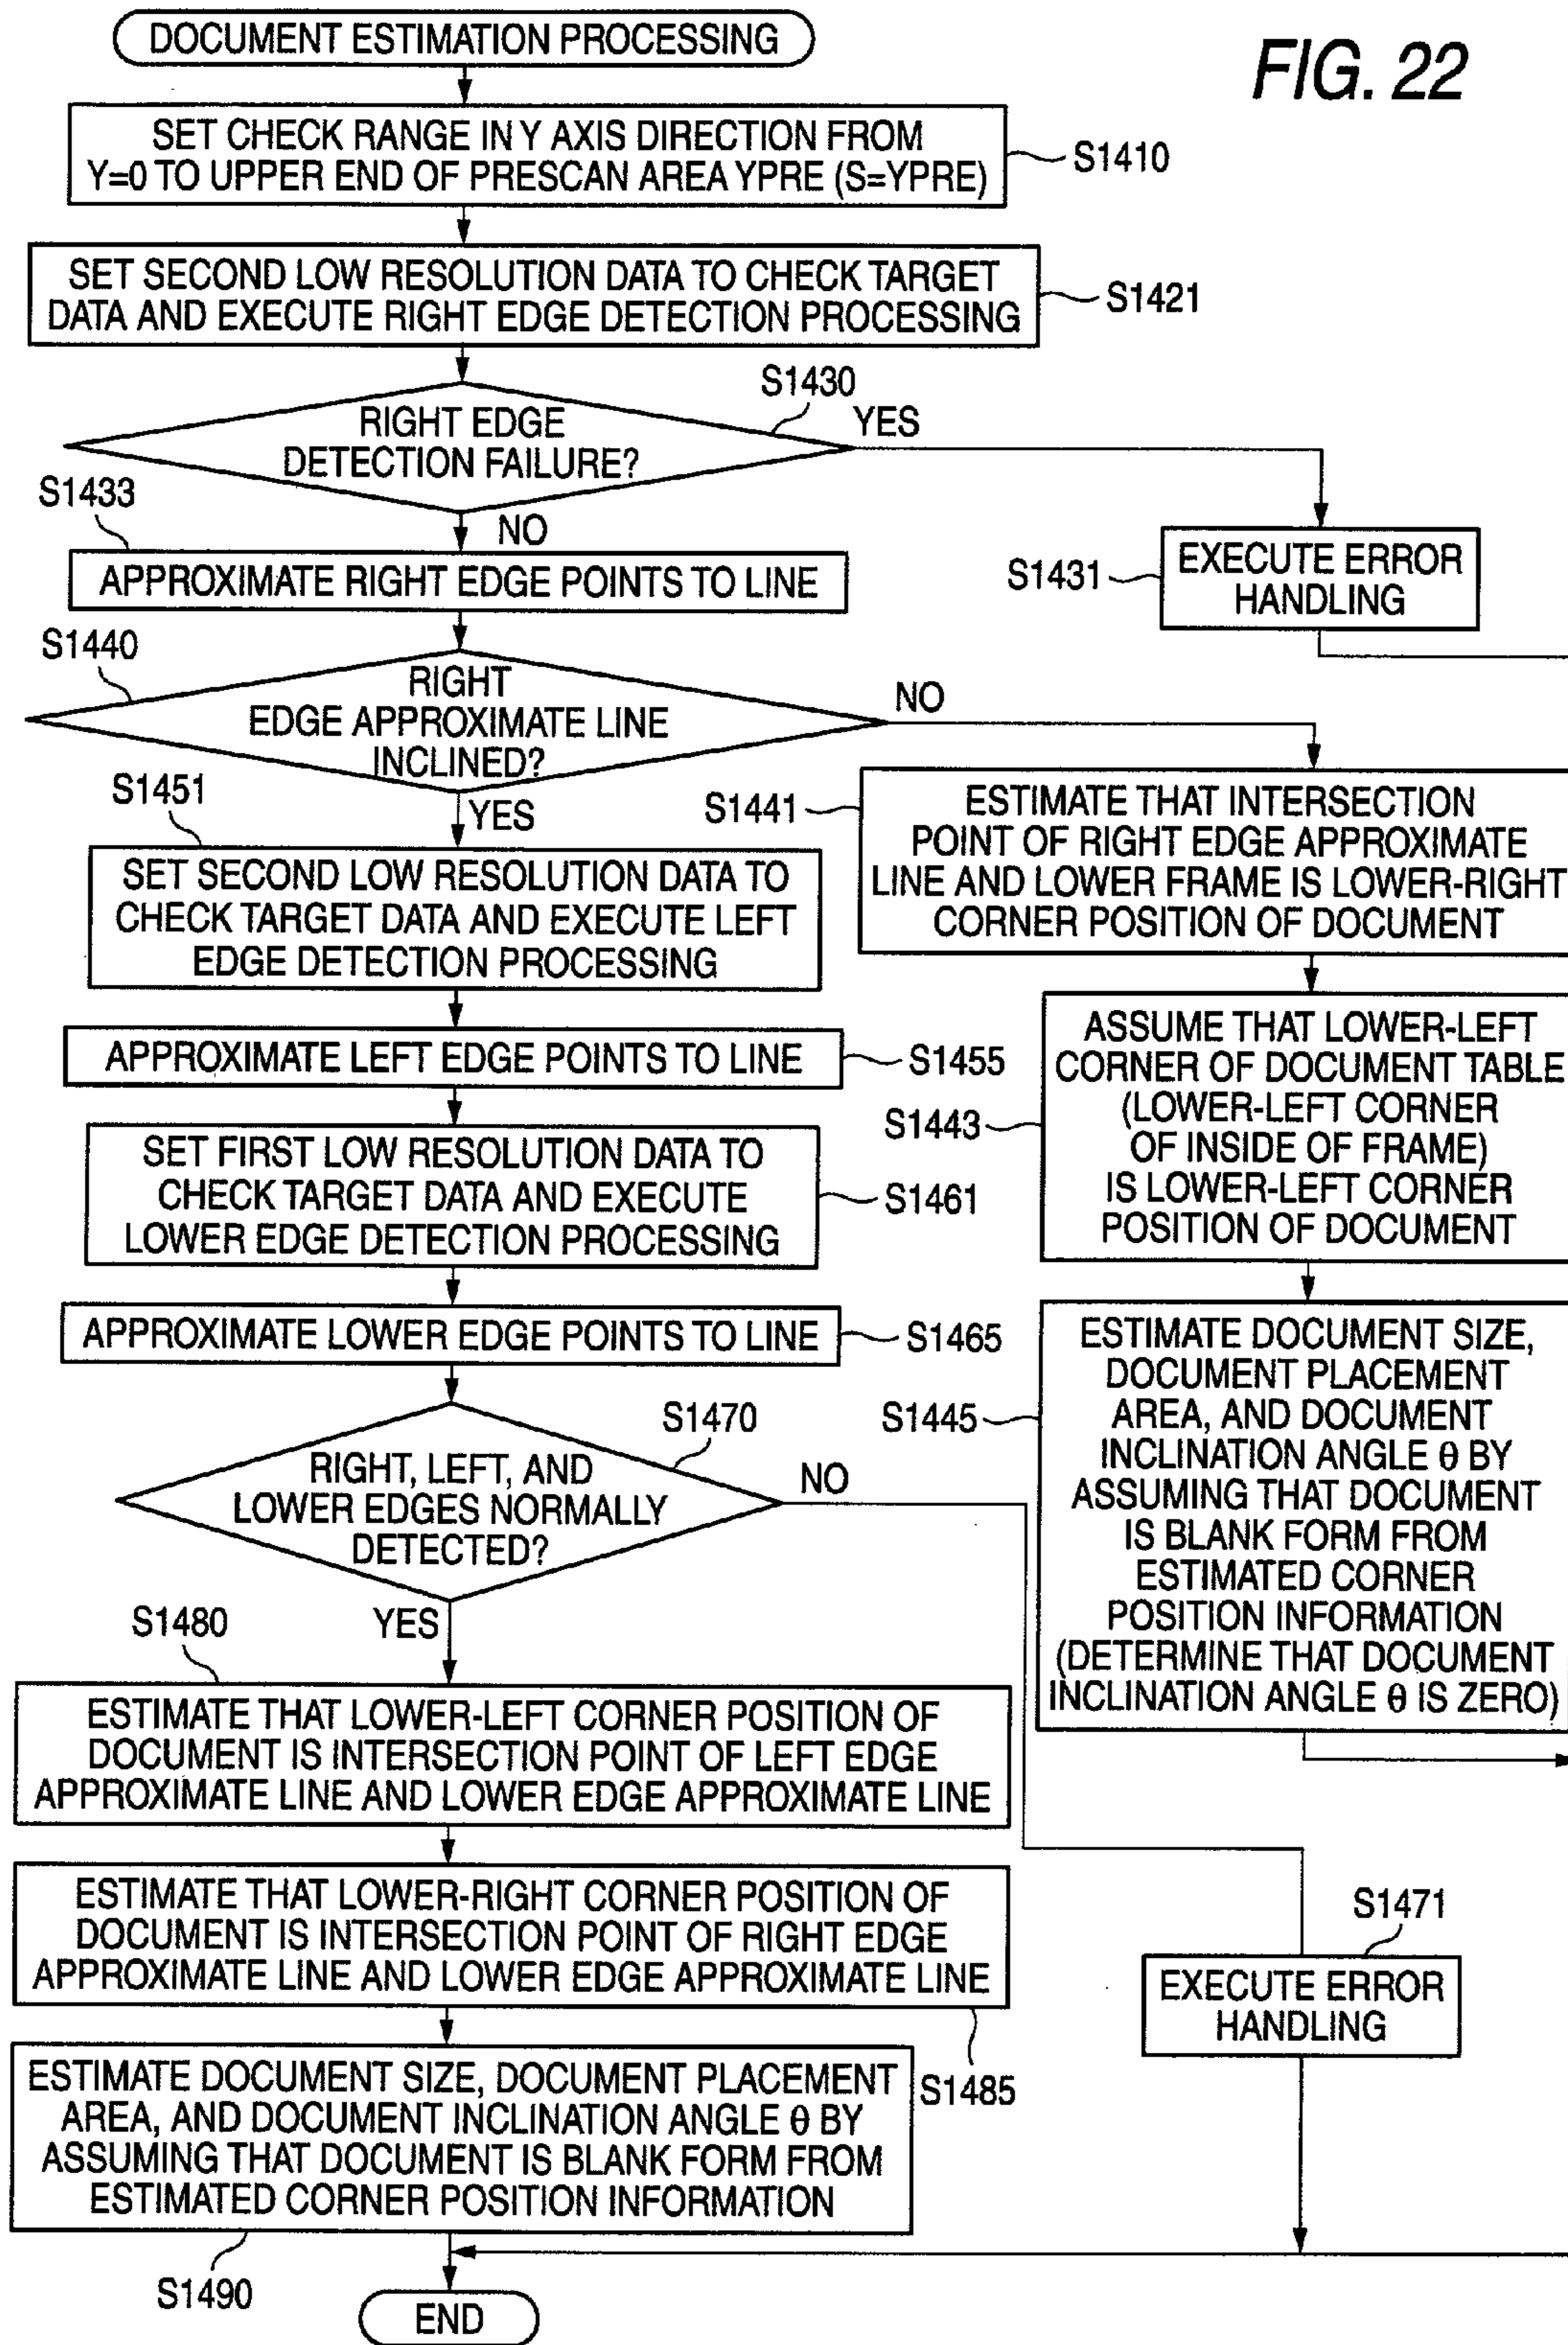 DOCUMENT ESTIMATION PROCESSING
FIG. 22
SET CHECK RANGE IN Y AXIS DIRECTION FROM
Y=0 TO UPPER END OF PRESCAN AREA YPRE (S=YPRE)
S1410
SET SECOND LOW RESOLUTION DATA TO CHECK TARGET
DATA AND EXECUTE RIGHT EDGE DETECTION PROCESSING
S1421
S1430
RIGHT EDGE
DETECTION FAILURE?
YES
NO
S1431
EXECUTE ERROR
HANDLING
S1433
APPROXIMATE RIGHT EDGE POINTS TO LINE
S1440
RIGHT
EDGE APPROXIMATE LINE
INCLINED?
NO
YES
S1441
ESTIMATE THAT INTERSECTION
POINT OF RIGHT EDGE APPROXIMATE
LINE AND LOWER FRAME IS LOWER-RIGHT
CORNER POSITION OF DOCUMENT
S1443
ASSUME THAT LOWER-LEFT
CORNER OF DOCUMENT TABLE
(LOWER-LEFT CORNER
OF INSIDE OF FRAME)
IS LOWER-LEFT CORNER
POSITION OF DOCUMENT
S1445
ESTIMATE DOCUMENT SIZE,
DOCUMENT PLACEMENT
AREA, AND DOCUMENT
INCLINATION ANGLE θ BY
ASSUMING THAT DOCUMENT
IS BLANK FORM FROM
ESTIMATED CORNER
POSITION INFORMATION
(DETERMINE THAT DOCUMENT
INCLINATION ANGLE θ IS ZERO)
S1451
SET SECOND LOW RESOLUTION DATA TO
CHECK TARGET DATA AND EXECUTE LEFT
EDGE DETECTION PROCESSING
APPROXIMATE LEFT EDGE POINTS TO LINE
S1455
SET FIRST LOW RESOLUTION DATA TO
CHECK TARGET DATA AND EXECUTE
LOWER EDGE DETECTION PROCESSING
S1461
APPROXIMATE LOWER EDGE POINTS TO LINE
S1465
S1470
RIGHT, LEFT, AND
LOWER EDGES NORMALLY
DETECTED?
NO
YES
S1471
EXECUTE ERROR
HANDLING
S1480
ESTIMATE THAT LOWER-LEFT CORNER POSITION OF
DOCUMENT IS INTERSECTION POINT OF LEFT EDGE
APPROXIMATE LINE AND LOWER EDGE APPROXIMATE LINE
ESTIMATE THAT LOWER-RIGHT CORNER POSITION OF
DOCUMENT IS INTERSECTION POINT OF RIGHT EDGE
APPROXIMATE LINE AND LOWER EDGE APPROXIMATE LINE
S1485
ESTIMATE DOCUMENT SIZE, DOCUMENT PLACEMENT
AREA, AND DOCUMENT INCLINATION ANGLE θ BY
ASSUMING THAT DOCUMENT IS BLANK FORM FROM
ESTIMATED CORNER POSITION INFORMATION
S1490
END